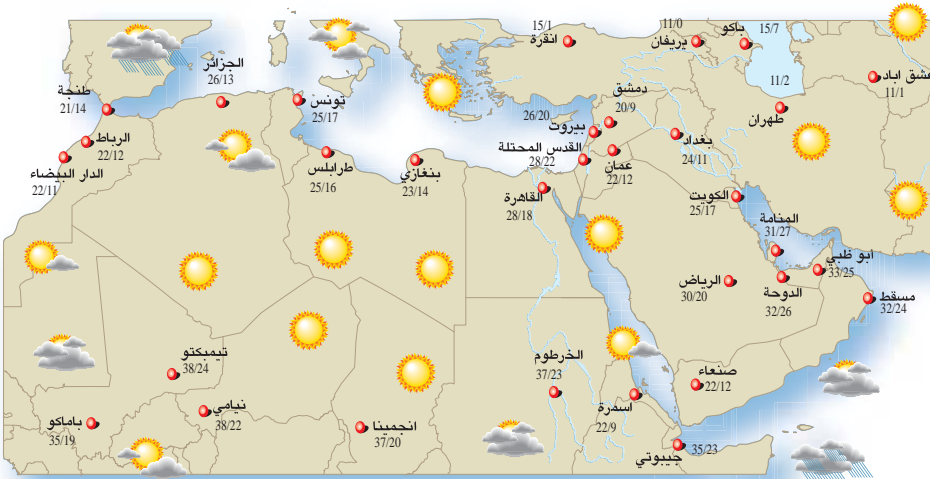 15/1
انقرة
11/0
يريفان
15/7
باكو
عشق اباد
11/1
11/2
طهران
الجزائر
26/13
طنجة
21/14
تونس
25/17
الرباط
22/12
الدار البيضاء
22/11
طرابلس
25/16
بنغازي
23/14
دمشق
20/9
26/20
بيروت
القدس المحتلة
28/22
عمان
22/12
بغداد
24/11
القاهرة
28/18
الكويت
25/17
المنامة
31/27
ابو ظبي
33/25
الرياض
30/20
الدوحة
32/26
مسقط
32/24
تيمبكتو
38/24
الخرطوم
37/23
صنعاء
22/12
باماكو
35/19
نيامي
38/22
انجمينا
37/20
اسمرة
22/9
جيبوتي
35/23